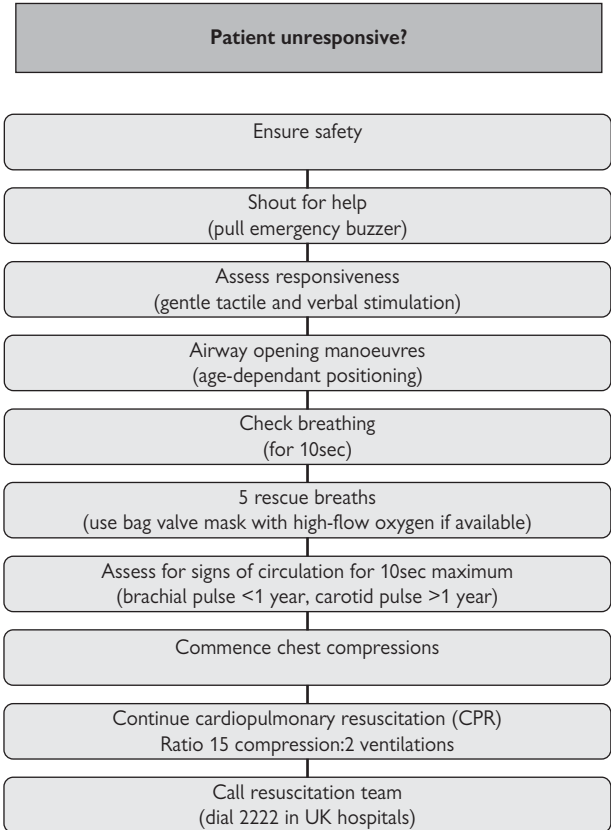 Patient unresponsive?
Ensure safety
Shout for help
(pull emergency buzzer)
Assess responsiveness
(gentle tactile and verbal stimulation)
Airway opening manoeuvres
(age-dependant positioning)
Check breathing
(for 10sec)
5 rescue breaths
(use bag valve mask with high-flow oxygen if available)
Assess for signs of circulation for 10sec maximum
(brachial pulse <1 year, carotid pulse >1 year)
Commence chest compressions
Continue cardiopulmonary resuscitation (CPR)
Ratio 15 compression:2 ventilations
Call resuscitation team
(dial 2222 in UK hospitals)